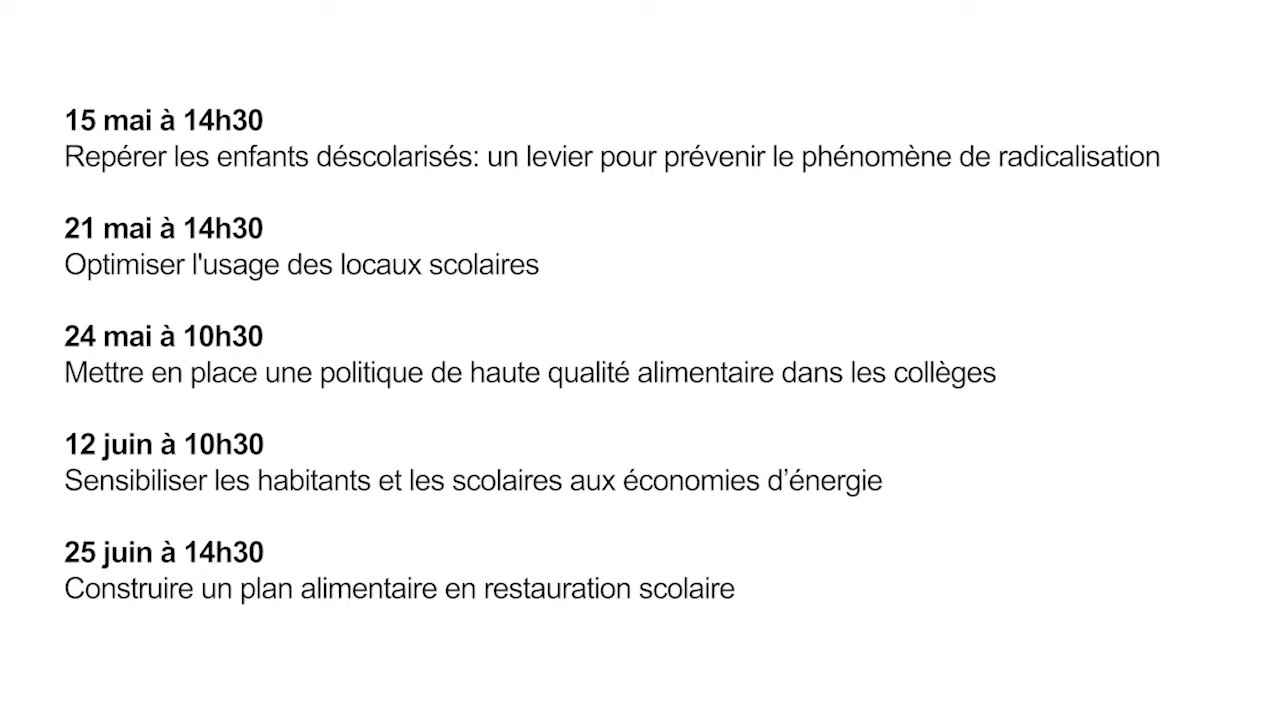 15 mai à 14h30
Repérer les enfants déscolarisés: un levier pour prévenir le phénomène de radicalisation
21 mai à 14h30
Optimiser l'usage des locaux scolaires
24 mai à 10h30
Mettre en place une politique de haute qualité alimentaire dans les collèges
12 juin à 10h30
Sensibiliser les habitants et les scolaires aux économies d’énergie
25 juin à 14h30
Construire un plan alimentaire en restauration scolaire